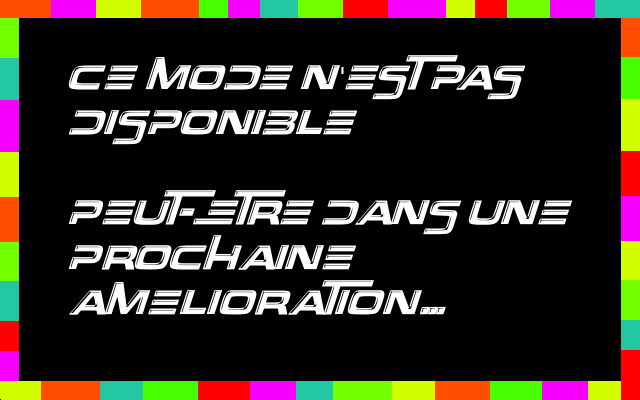 CE MODE N'EST PAS
DISPONIBLE
PEUT-ETRE DANS UNE
PROCHAINE
AMELIORATION...